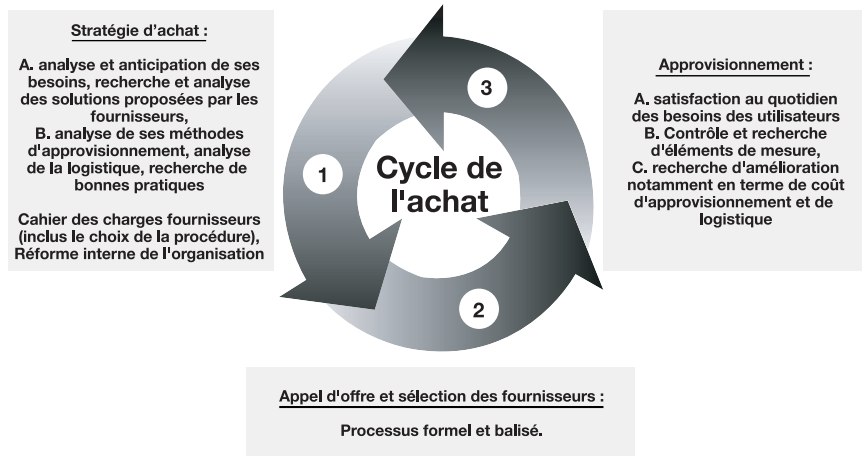 Stratégie d'achat :
A. analyse et anticipation de ses
besoins, recherche et analyse
des solutions proposées par les
fournisseurs,
B. analyse de ses méthodes
d'approvisionnement, analyse
de la logistique, recherche de
bonnes pratiques
Cahier des charges fournisseurs
(inclus le choix de la procédure),
Réforme interne de l'organisation
1
Cycle de
l'achat
3
2
Approvisionnement :
A. satisfaction au quotidien
des besoins des utilisateurs
B. Contrôle et recherche
d'éléments de mesure,
C. recherche d'amélioration
notamment en terme de coût
d'approvisionnement et de
logistique
Appel d'offre et sélection des fournisseurs :
Processus formel et balisé.